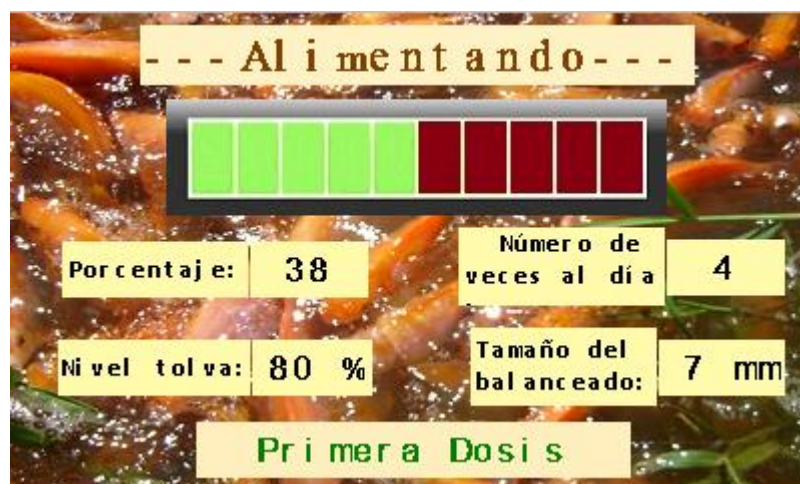 ---Alimentando---
Porcentaje: 38
Número de
veces al día
4
Nivel tolva: 80 %
Tamaño del
balanceado:
7 mm
Primera Dosis